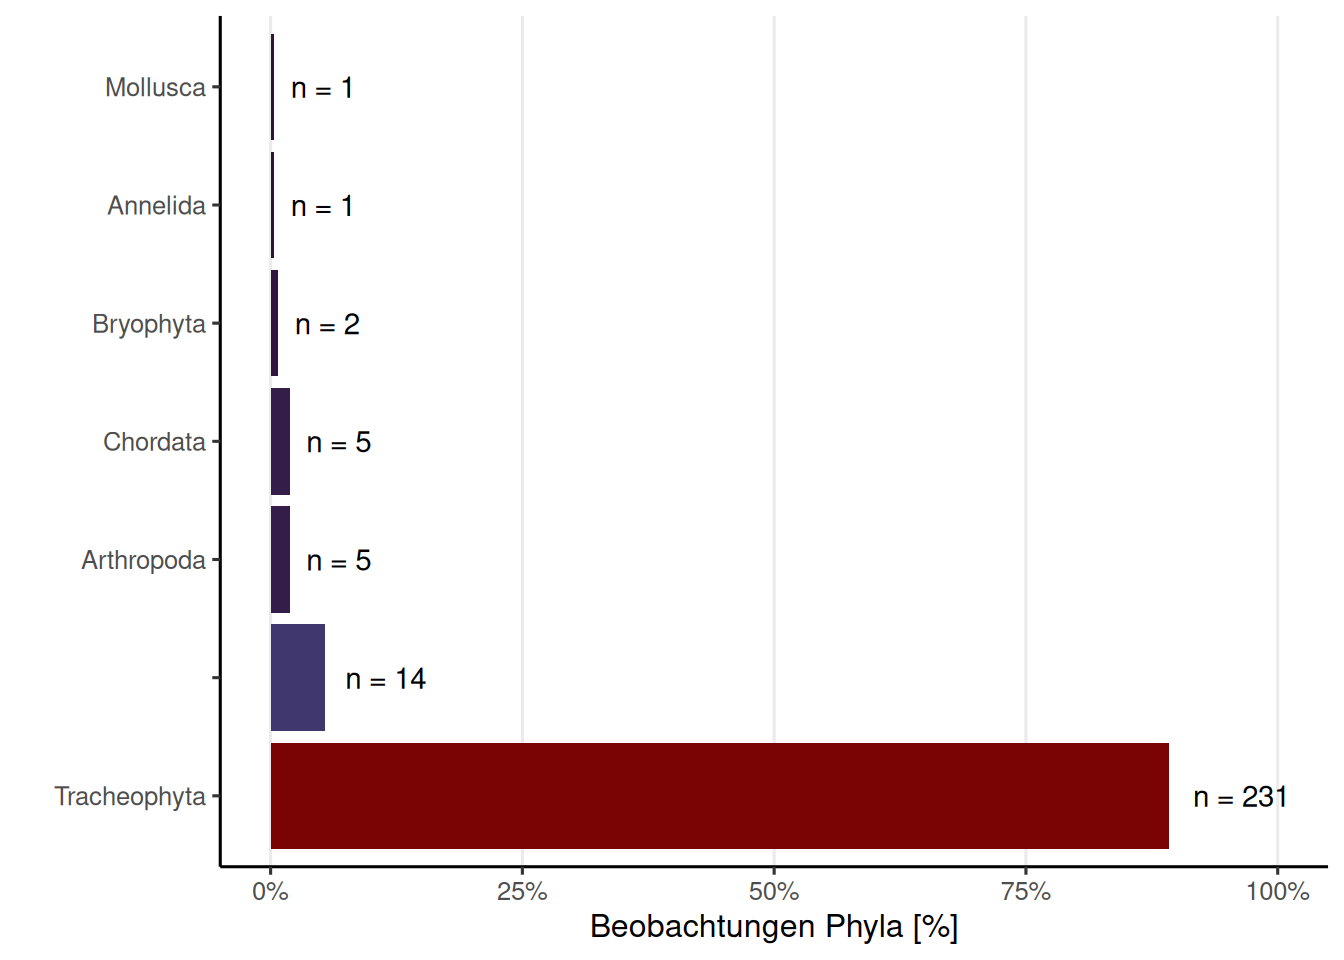 Mollusca n = 1
Annelida n = 1
Bryophyta n = 2
Chordata n = 5
Arthropoda n = 5
n = 14
Tracheophyta n = 231
0% 25% 50% 75% 100%
Beobachtungen Phyla [%]